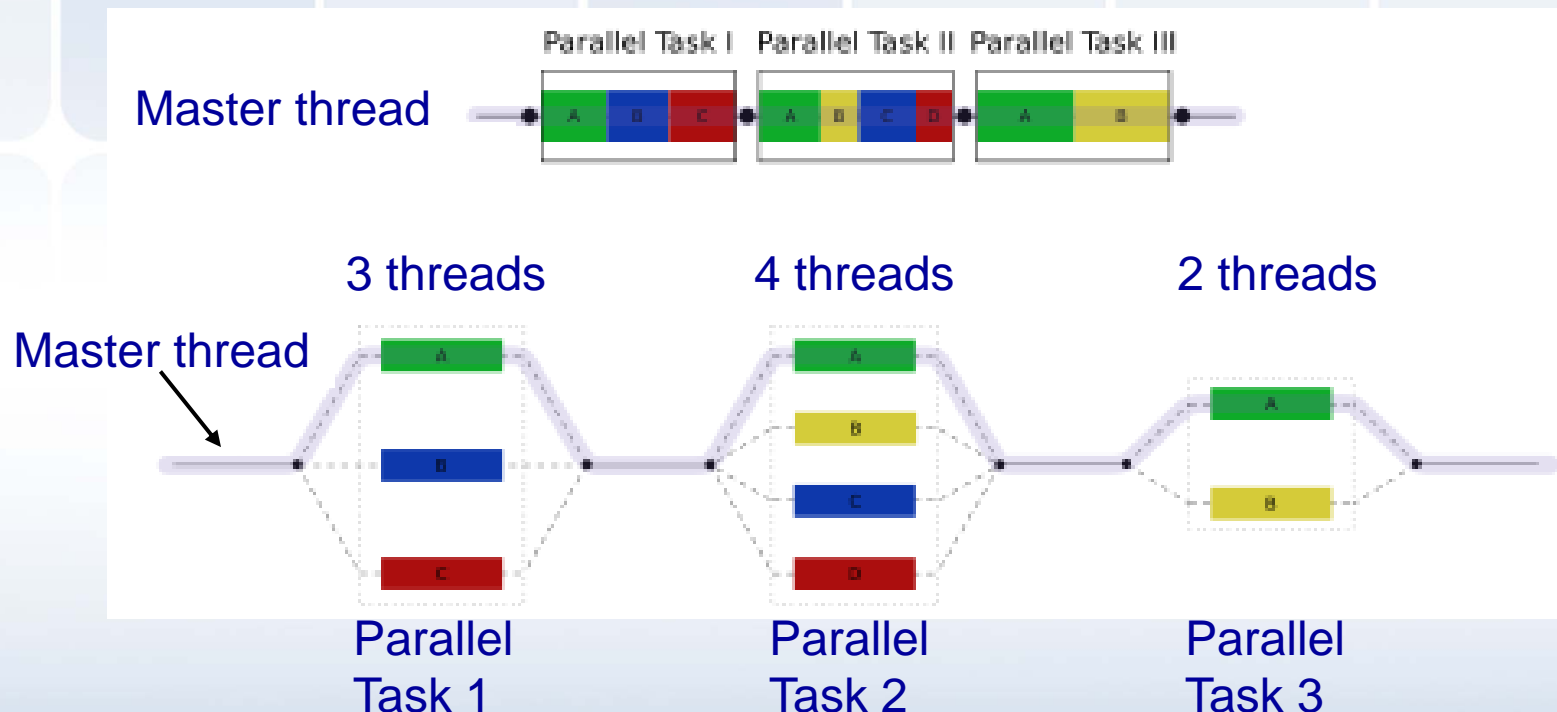 Parallel Task I Parallel Task II Parallel Task III
Master thread
A B C A B C D A B
3 threads 4 threads 2 threads
Master thread
A A
A
B
B
C
B
C D
Parallel Parallel Parallel
Task 1 Task 2 Task 3